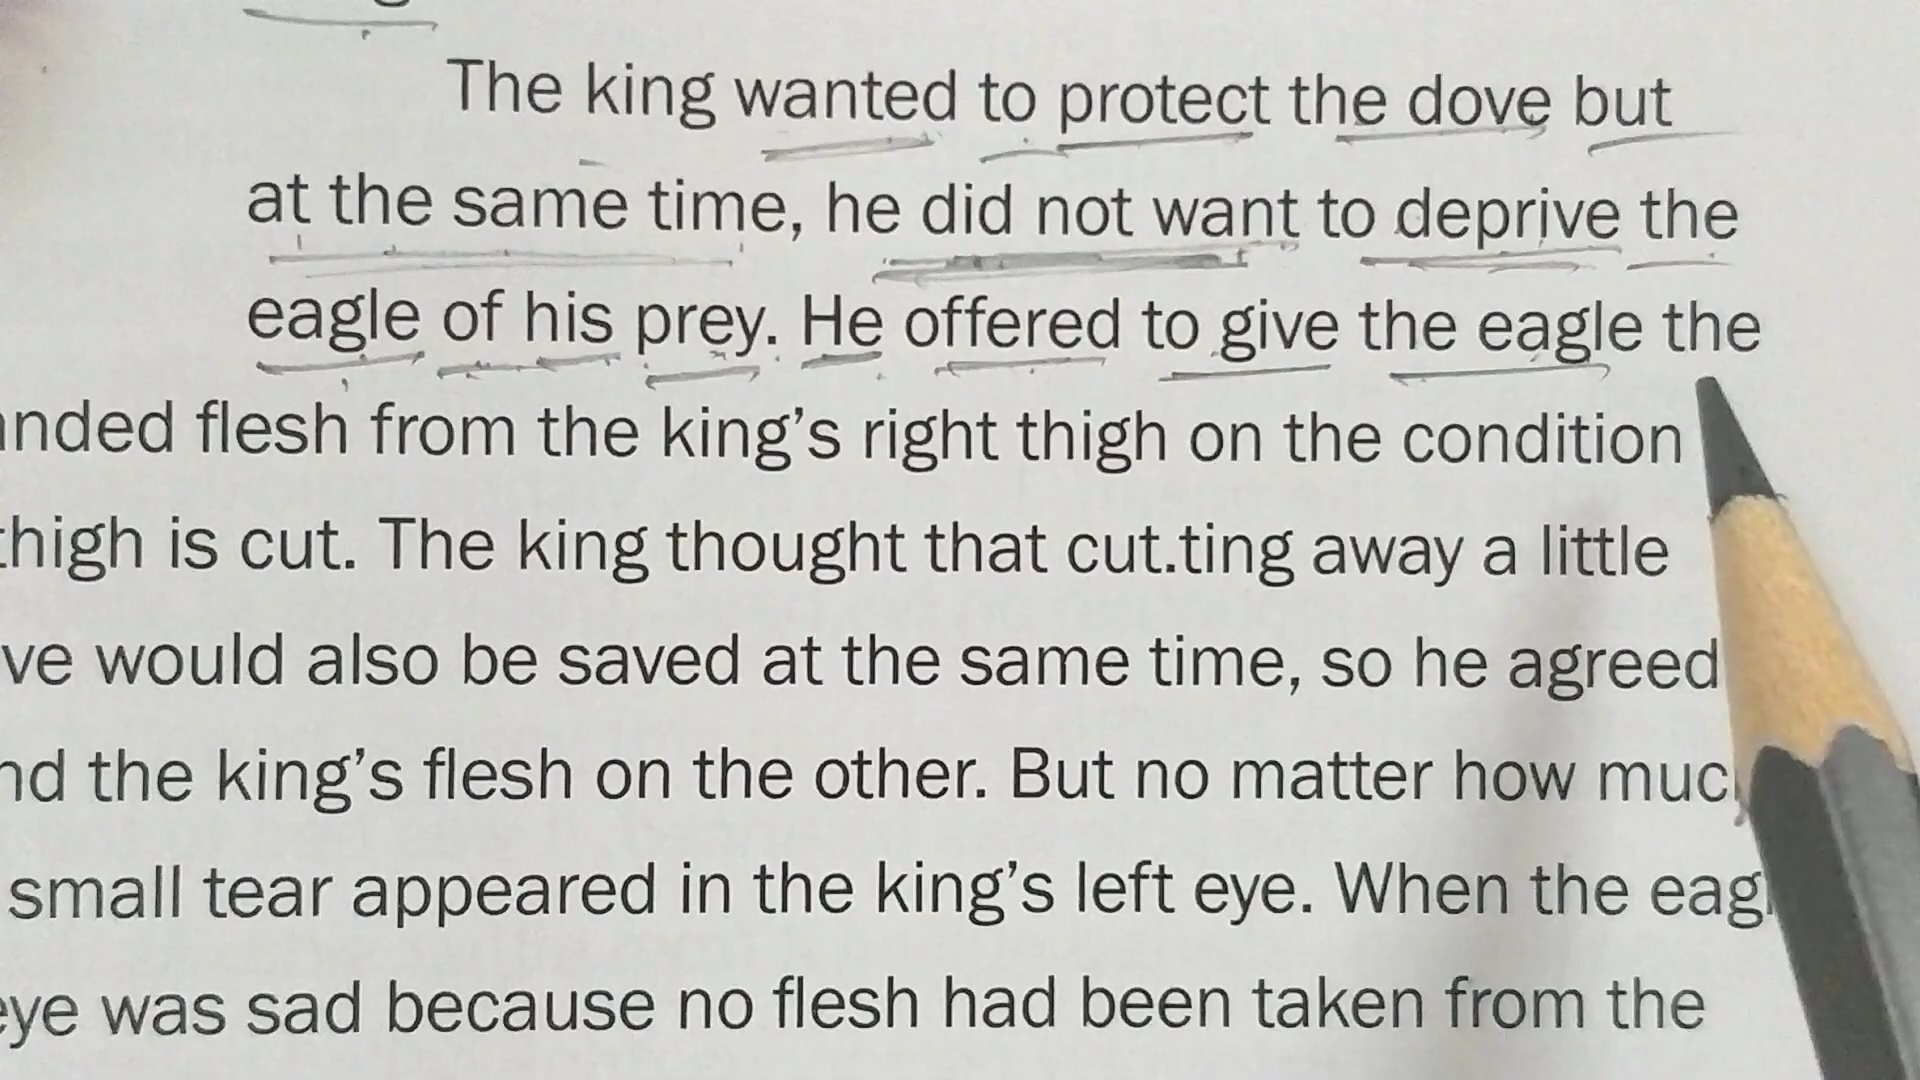 The king wanted to protect the dove but
at the same time, he did not want to deprive the
eagle of his prey. He offered to give the eagle the
anded flesh from the king's right thigh on the condition
thigh is cut. The king thought that cut.ting away a little
ve would also be saved at the same time, so he agreed
nd the king's flesh on the other. But no matter how muc
small tear appeared in the king's left eye. When the eag
eye was sad because no flesh had been taken from the